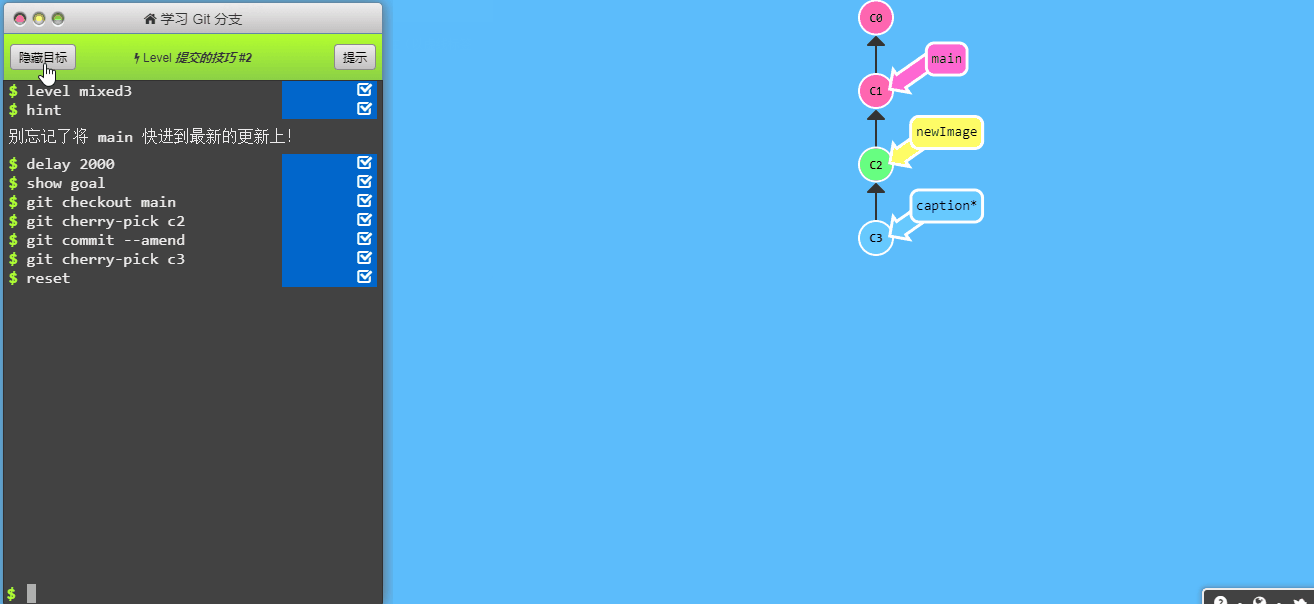 学习 Git 分支
隐藏目标
Level 提交的技巧 #2
提示
$ level mixed3
$ hint
别忘记了将 main 快进到最新的更新上！
$ delay 2000
$ show goal
$ git checkout main
$ git cherry-pick c2
$ git commit --amend
$ git cherry-pick c3
$ reset
$
C0
main
C1
newImage
C2
caption*
C3